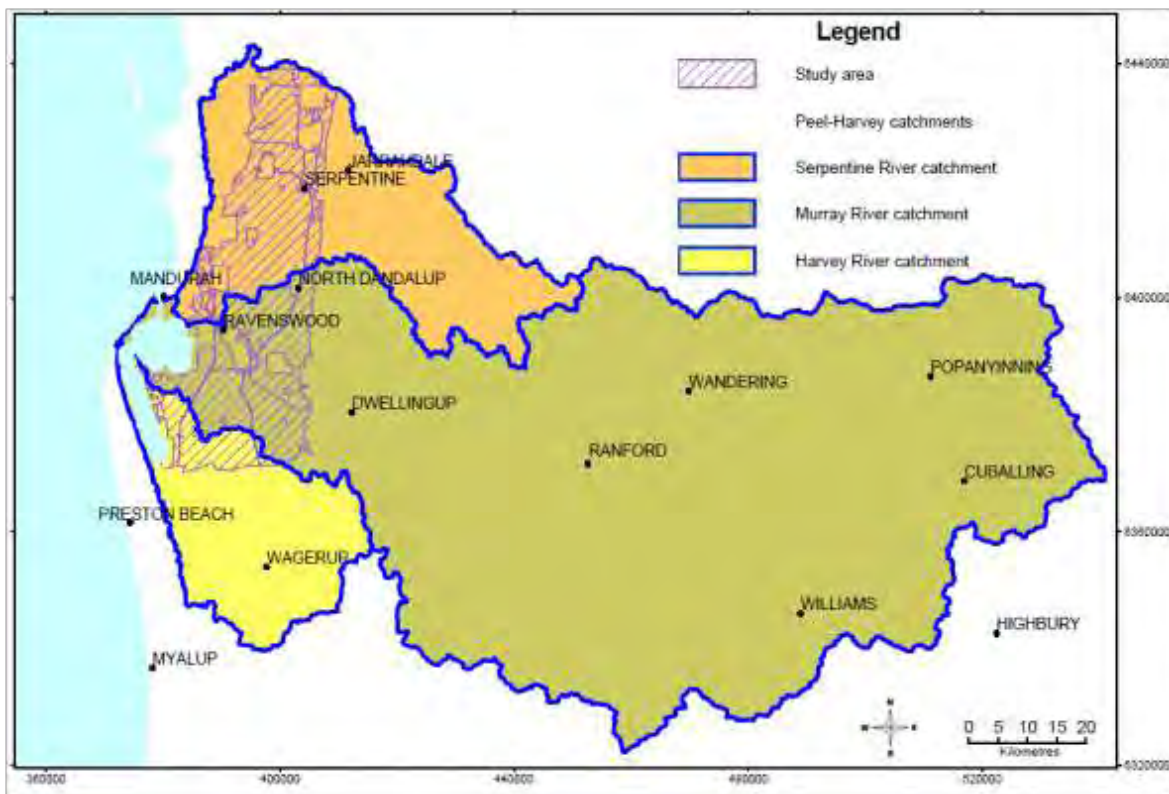 Legend
Study area
Peel-Harvey catchments
Serpentine River catchment
Murray River catchment
Harvey River catchment
6440000
JARRAHDALE
SERPENTINE
MANDURAH
NORTH DANDALUP
6400000
RAVENSWOOD
WANDERING
POPANYINNING
DWELLINGUP
RANFORD
CUBALLING
PRESTON BEACH
6360000
WAGERUP
WILLIAMS
HIGHBURY
MYALUP
0 5 10 15 20
Kilometres
6320000
360000 400000 440000 480000 520000